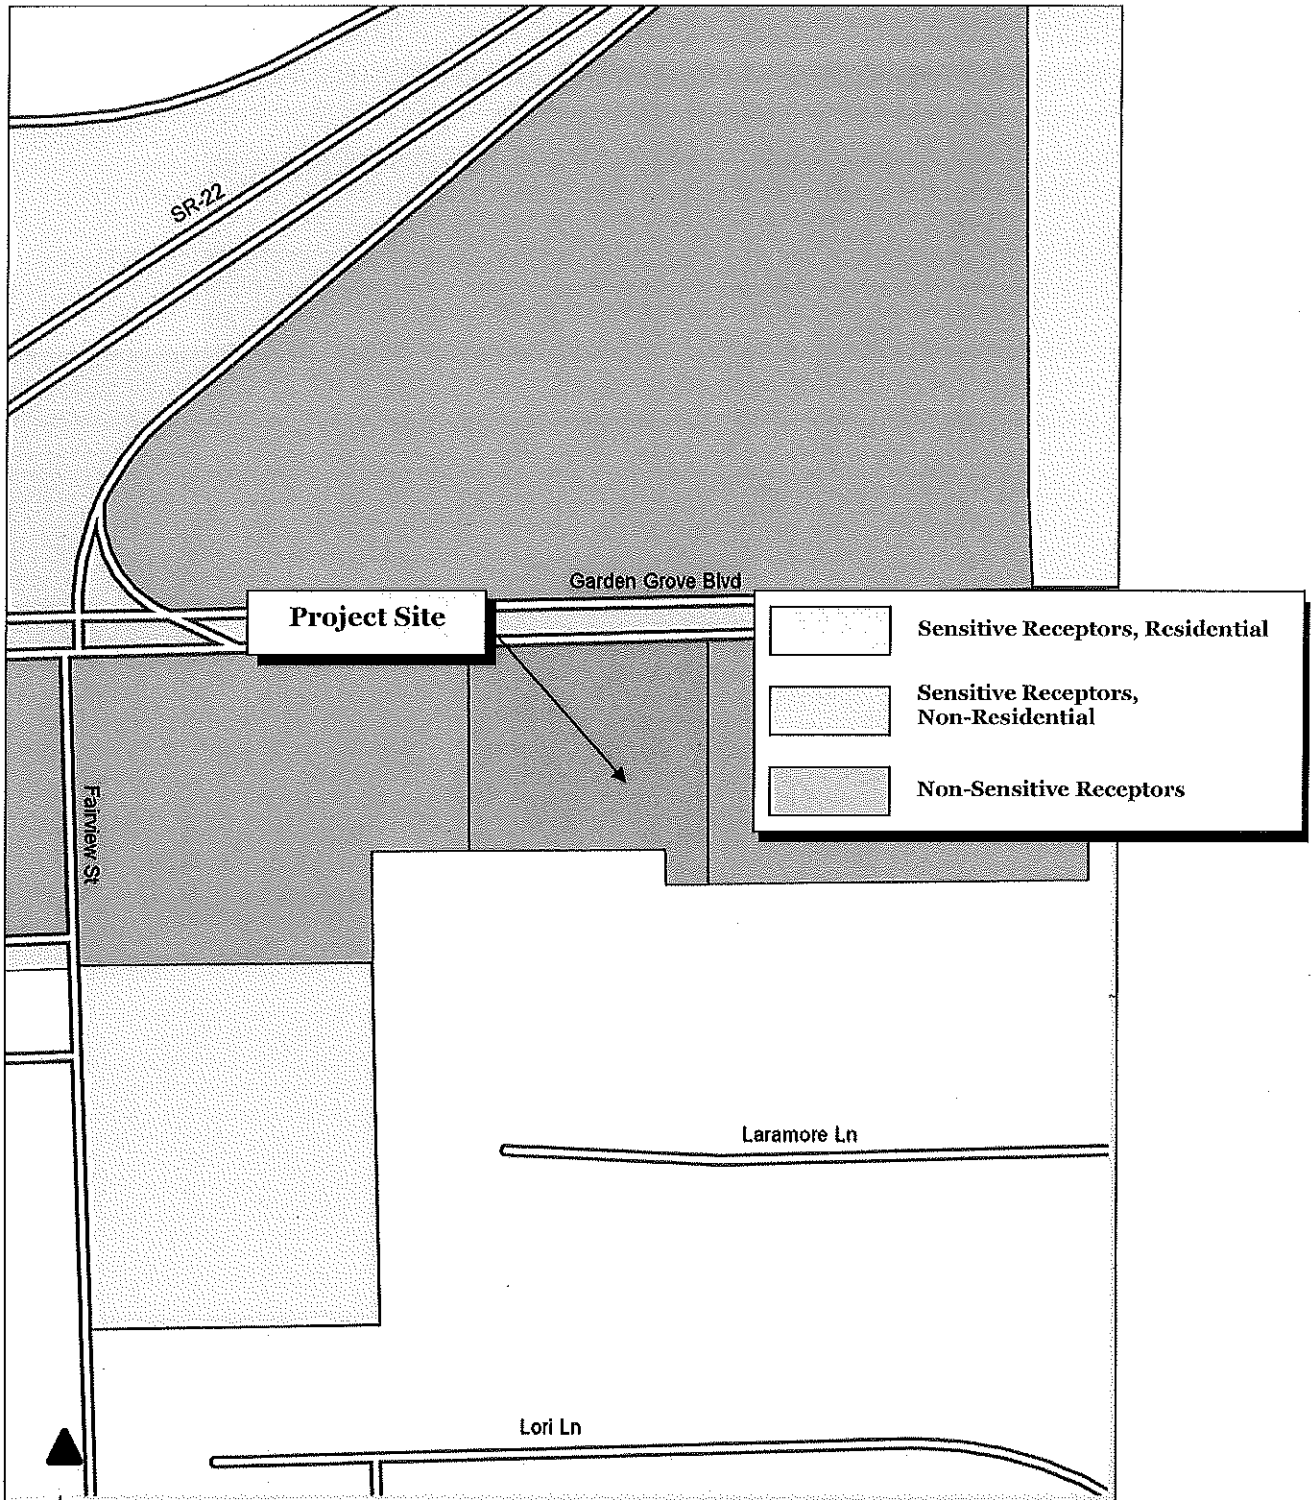 SR-22
Garden Grove Blvd
Project Site
Sensitive Receptors, Residential
Sensitive Receptors,
Non-Residential
Non-Sensitive Receptors
Fairview St
Laramore Ln
Lori Ln